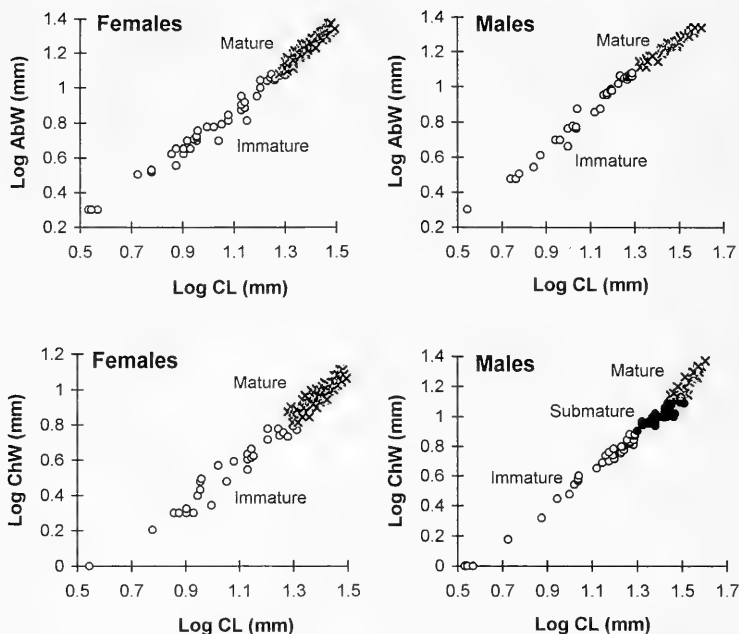 Females
Log AbW (mm)
1.4
1.2
1
0.8
0.6
0.4
0.2
Mature
Immature
0.5 0.7 0.9 1.1 1.3 1.5
Log CL (mm)
Males
Log AbW (mm)
1.4
1.2
1
0.8
0.6
0.4
0.2
Mature
Immature
0.5 0.7 0.9 1.1 1.3 1.5 1.7
Log CL (mm)
Females
Log ChW (mm)
1.2
1
0.8
0.6
0.4
0.2
0
Mature
Immature
0.5 0.7 0.9 1.1 1.3 1.5
Log CL (mm)
Males
Log ChW (mm)
1.4
1.2
1
0.8
0.6
0.4
0.2
0
Mature
Submature
Immature
0.5 0.7 0.9 1.1 1.3 1.5 1.7
Log CL (mm)